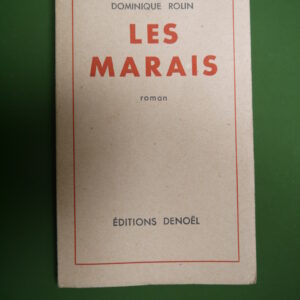 DOMINIQUE ROLIN
LES
MARAIS
roman
ÉDITIONS DENOËL